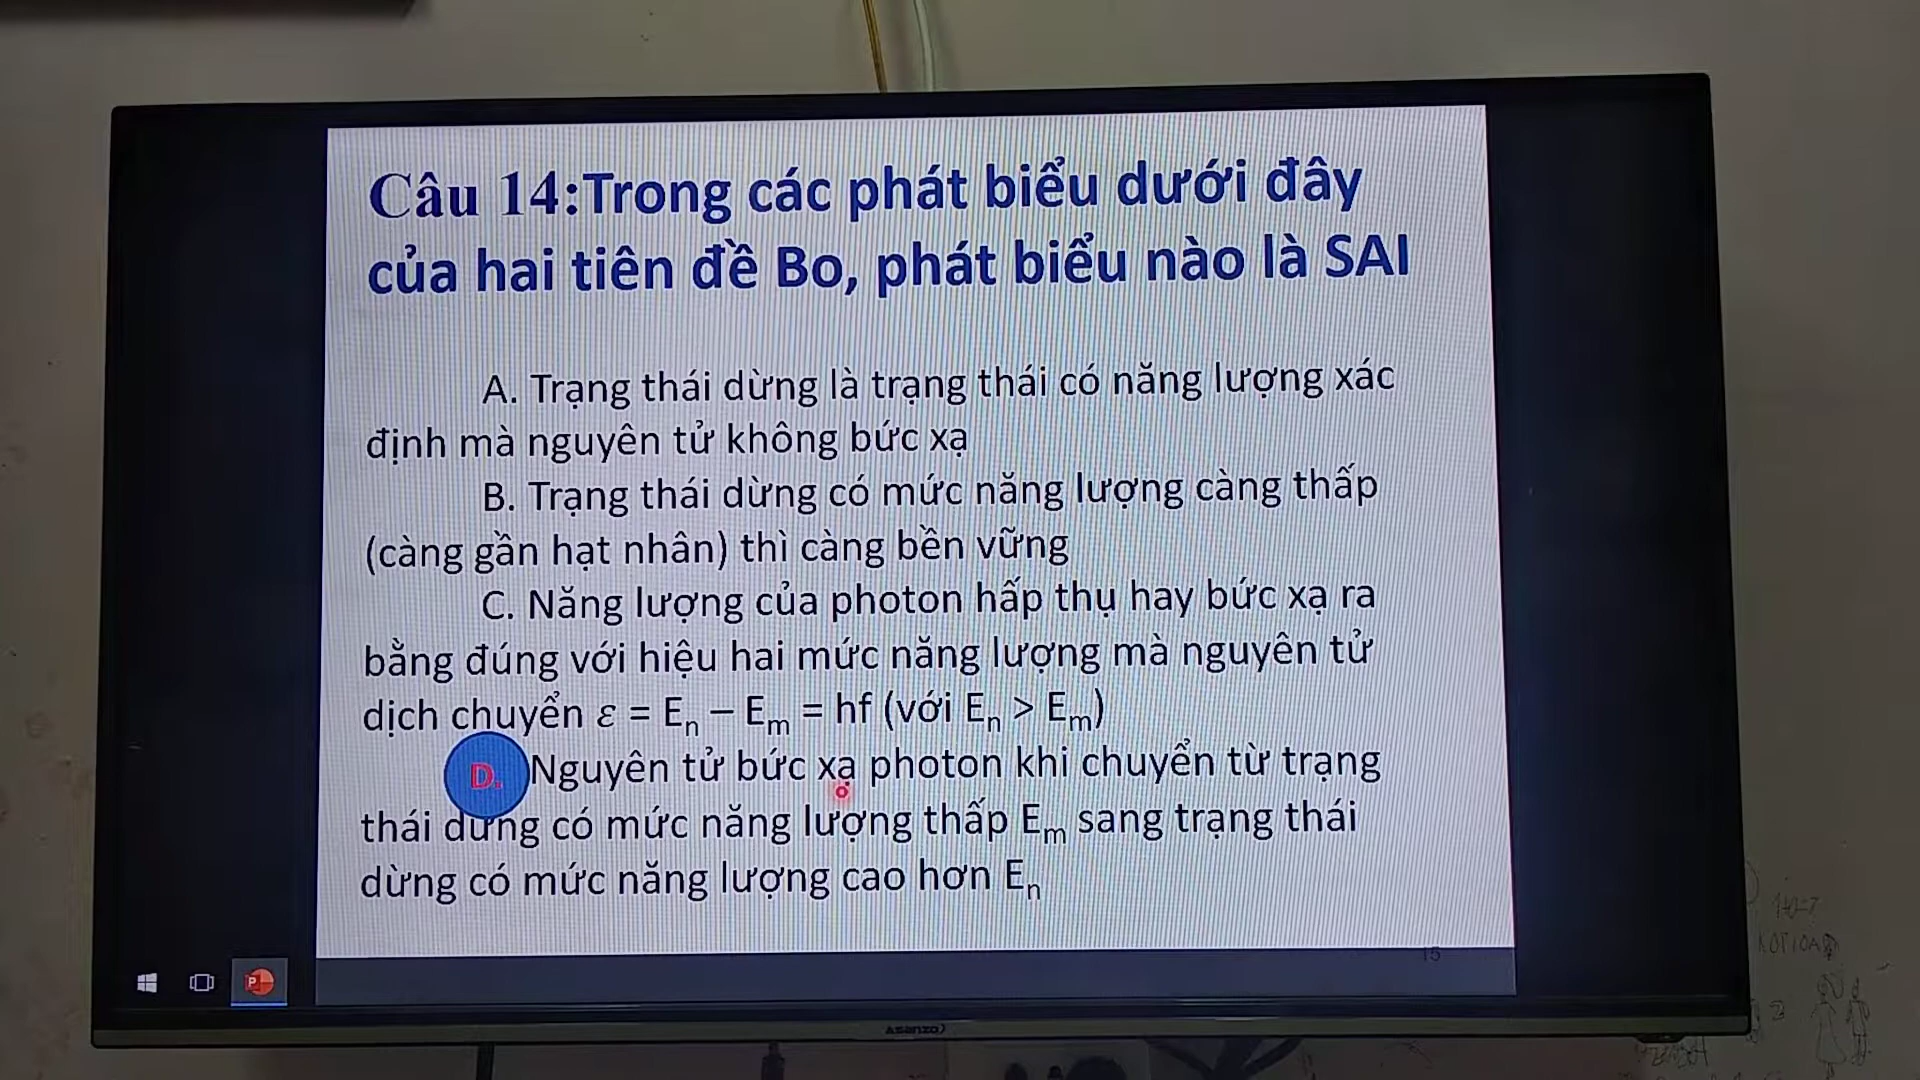 Câu 14:Trong các phát biểu dưới đây
của hai tiên đề Bo, phát biểu nào là SAI
A. Trạng thái dừng là trạng thái có năng lượng xác
định mà nguyên tử không bức xạ
B. Trạng thái dừng có mức năng lượng càng thấp
(càng gần hạt nhân) thì càng bền vững
C. Năng lượng của photon hấp thụ hay bức xạ ra
bằng đúng với hiệu hai mức năng lượng mà nguyên tử
dịch chuyển ε = Eₙ – Eₘ = hf (với Eₙ > Eₘ)
D. Nguyên tử bức xạ photon khi chuyển từ trạng
thái dừng có mức năng lượng thấp Eₘ sang trạng thái
dừng có mức năng lượng cao hơn Eₙ
15
P
Asanzo